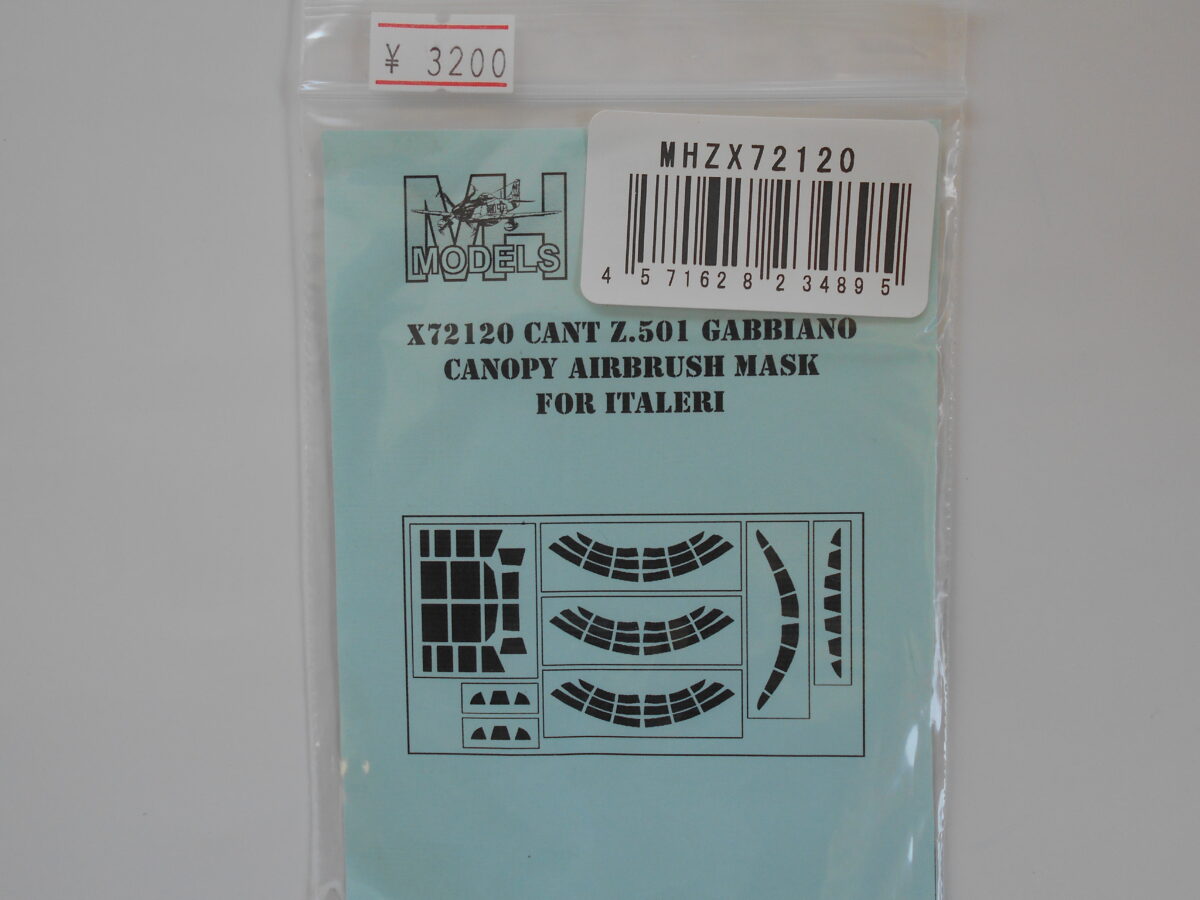 ¥ 3200
MHZX72120
4 571628 234895
MH
MODELS
X72120 CANT Z.501 GABBIANO
CANOPY AIRBRUSH MASK
FOR ITALERI